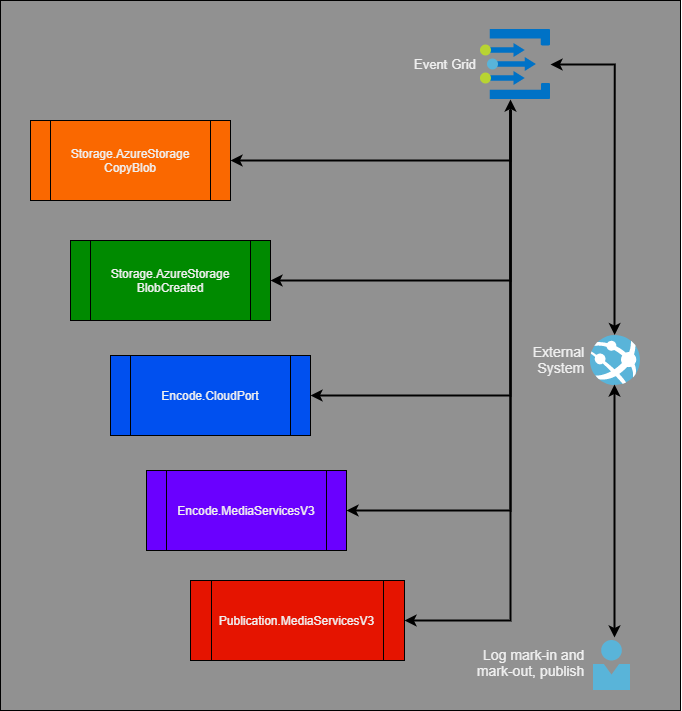 Event Grid
Storage.AzureStorage
CopyBlob
Storage.AzureStorage
BlobCreated
External
System
Encode.CloudPort
Encode.MediaServicesV3
Publication.MediaServicesV3
Log mark-in and
mark-out, publish